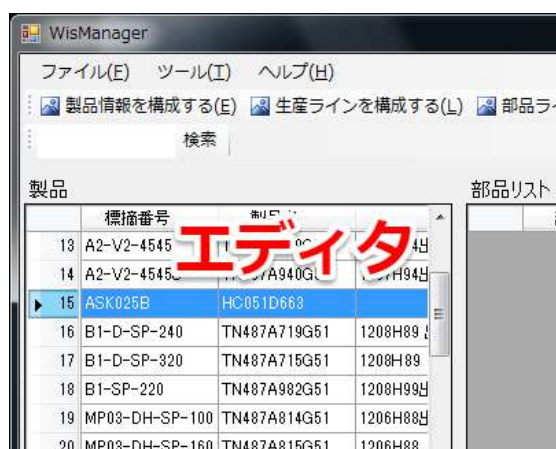 WisManager
ファイル(F) ツール(T) ヘルプ(H)
製品情報を構成する(E) 生産ラインを構成する(L) 部品ラ
検索
製品 部品リスト
標摘番号
エディタ
13 A2-V2-4545
14 A2-V2-4545
15 ASK025B HC051D663
16 B1-D-SP-240 TN487A719G51 1208H89
17 B1-D-SP-320 TN487A715G51 1208H89
18 B1-SP-220 TN487A982G51 1208H99
19 MP03-DH-SP-100 TN487A814G51 1206H88
20 MP03-DH-SP-160 TN487A815G51 1206H88